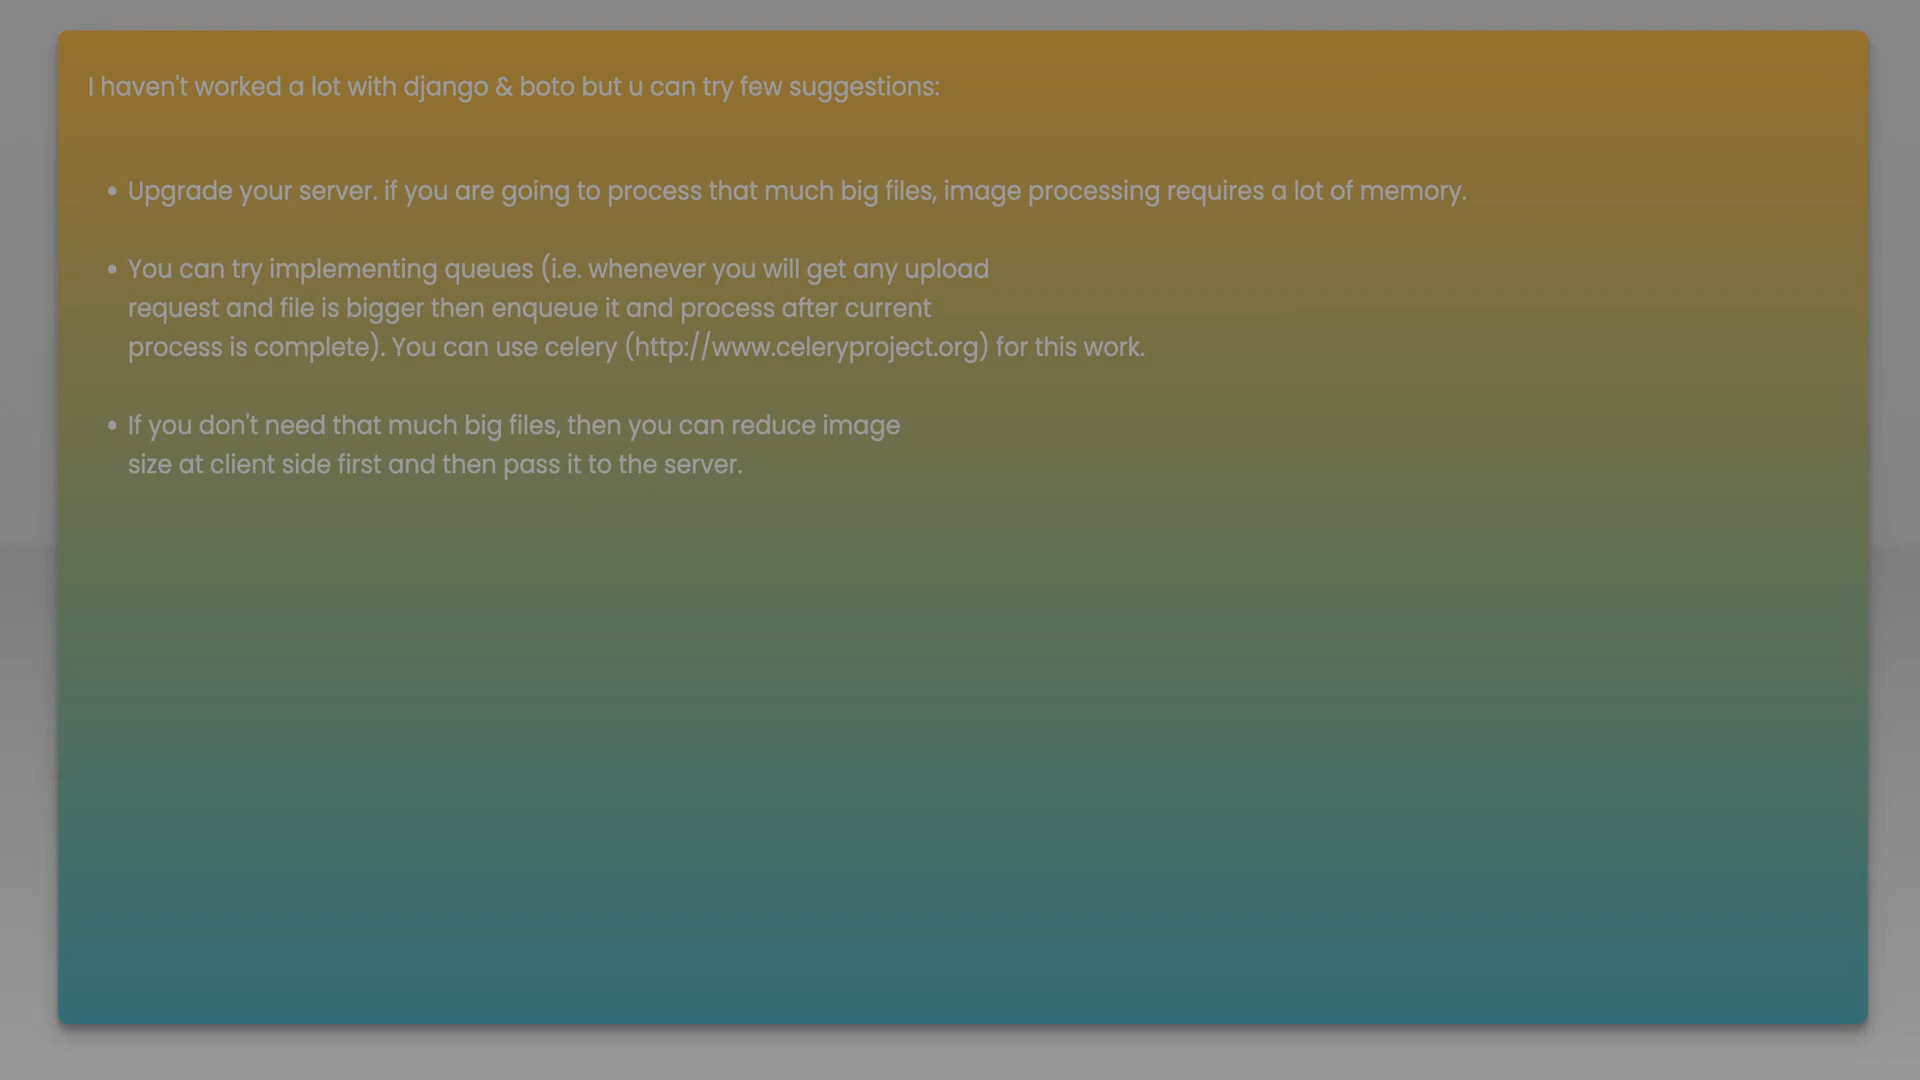 I haven't worked a lot with django & boto but u can try few suggestions:
• Upgrade your server. if you are going to process that much big files, image processing requires a lot of memory.
• You can try implementing queues (i.e. whenever you will get any upload
request and file is bigger then enqueue it and process after current
process is complete). You can use celery (http://www.celeryproject.org) for this work.
• If you don't need that much big files, then you can reduce image
size at client side first and then pass it to the server.